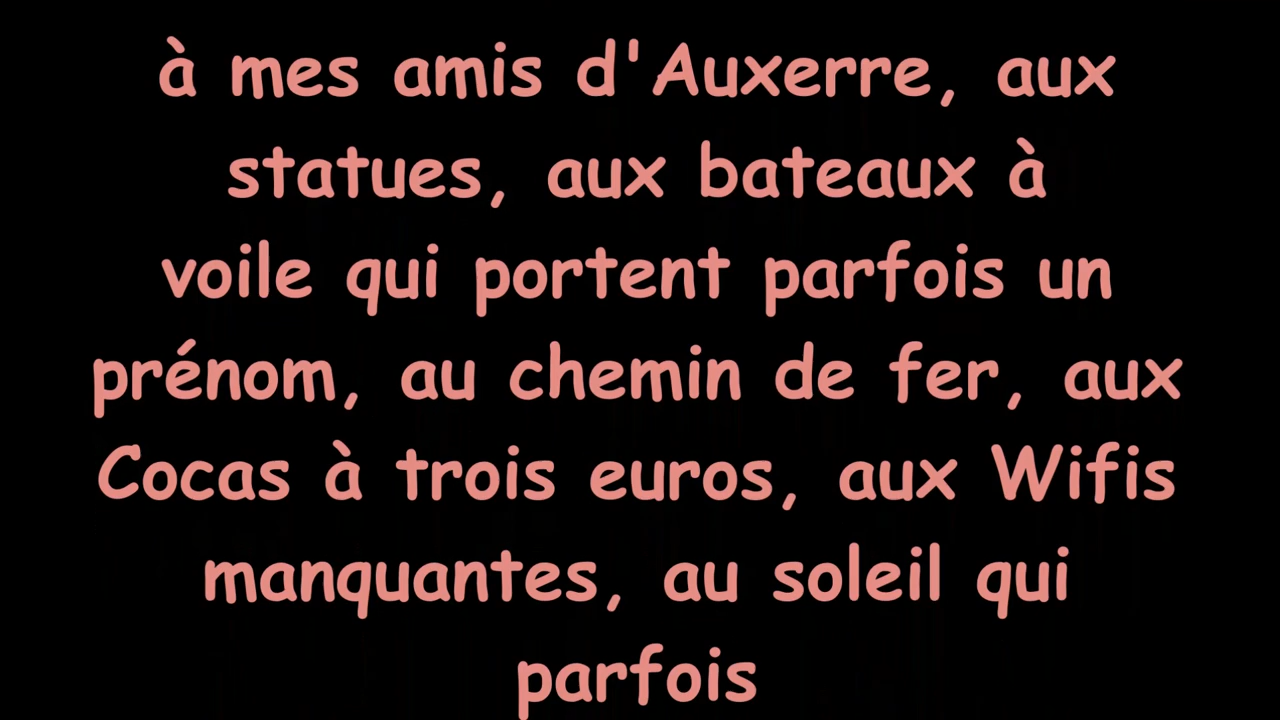 à mes amis d'Auxerre, aux
statues, aux bateaux à
voile qui portent parfois un
prénom, au chemin de fer, aux
Cocas à trois euros, aux Wifis
manquantes, au soleil qui
parfois